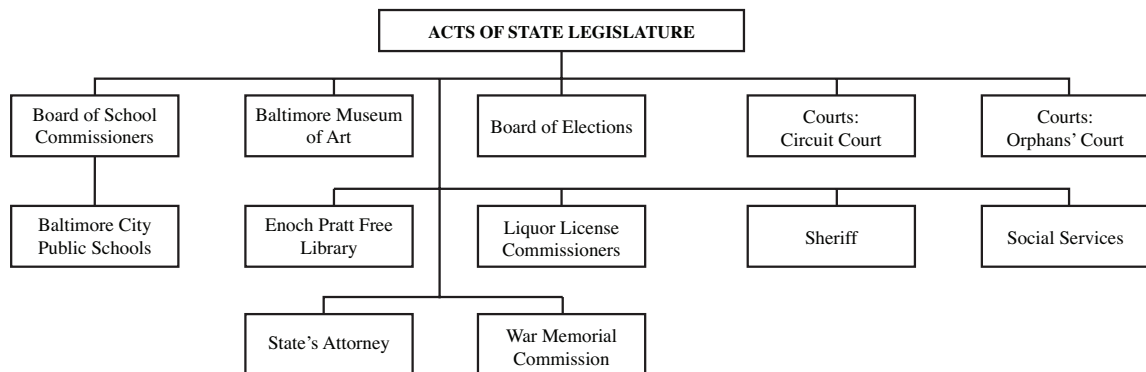 ACTS OF STATE LEGISLATURE
Board of School
Commissioners
Baltimore Museum
of Art
Board of Elections
Courts:
Circuit Court
Courts:
Orphans’ Court
Baltimore City
Public Schools
Enoch Pratt Free
Library
Liquor License
Commissioners
Sheriff
Social Services
State’s Attorney
War Memorial
Commission